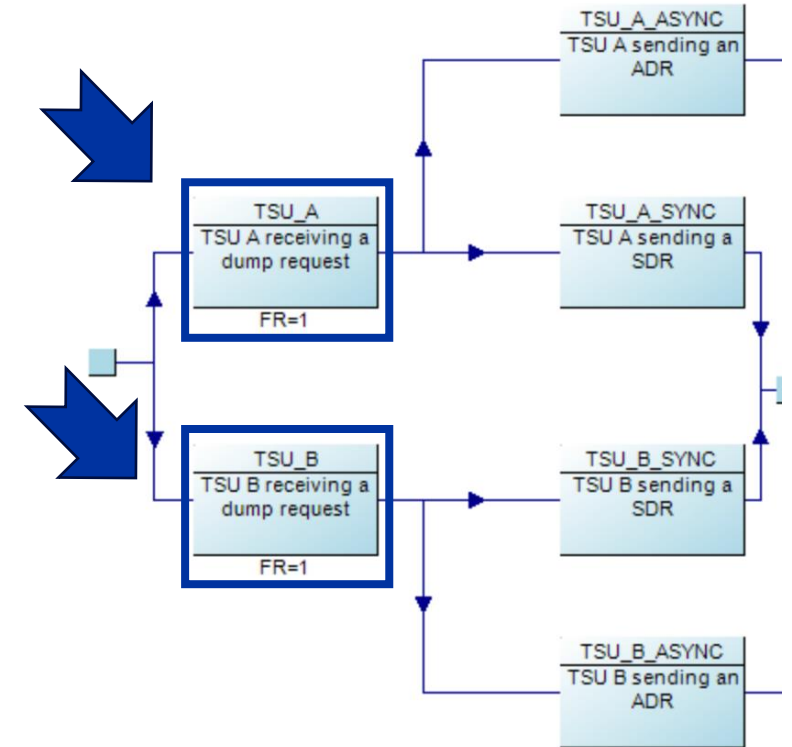 TSU_A_ASYNC
TSU A sending an
ADR
TSU_A
TSU A receiving a
dump request
FR=1
TSU_A_SYNC
TSU A sending a
SDR
TSU_B
TSU B receiving a
dump request
FR=1
TSU_B_SYNC
TSU B sending a
SDR
TSU_B_ASYNC
TSU B sending an
ADR